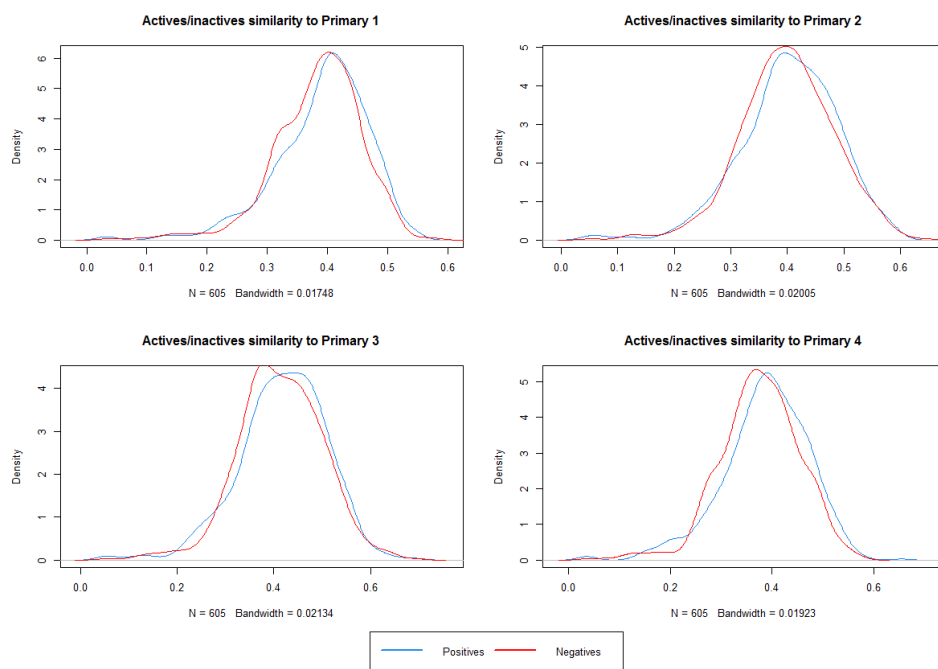 Actives/inactives similarity to Primary 1
Density
0 1 2 3 4 5 6
0.0 0.1 0.2 0.3 0.4 0.5 0.6
N = 605 Bandwidth = 0.01748
Actives/inactives similarity to Primary 2
Density
0 1 2 3 4 5
0.0 0.1 0.2 0.3 0.4 0.5 0.6
N = 605 Bandwidth = 0.02005
Actives/inactives similarity to Primary 3
Density
0 1 2 3 4
0.0 0.2 0.4 0.6
N = 605 Bandwidth = 0.02134
Actives/inactives similarity to Primary 4
Density
0 1 2 3 4 5
0.0 0.2 0.4 0.6
N = 605 Bandwidth = 0.01923
Positives Negatives